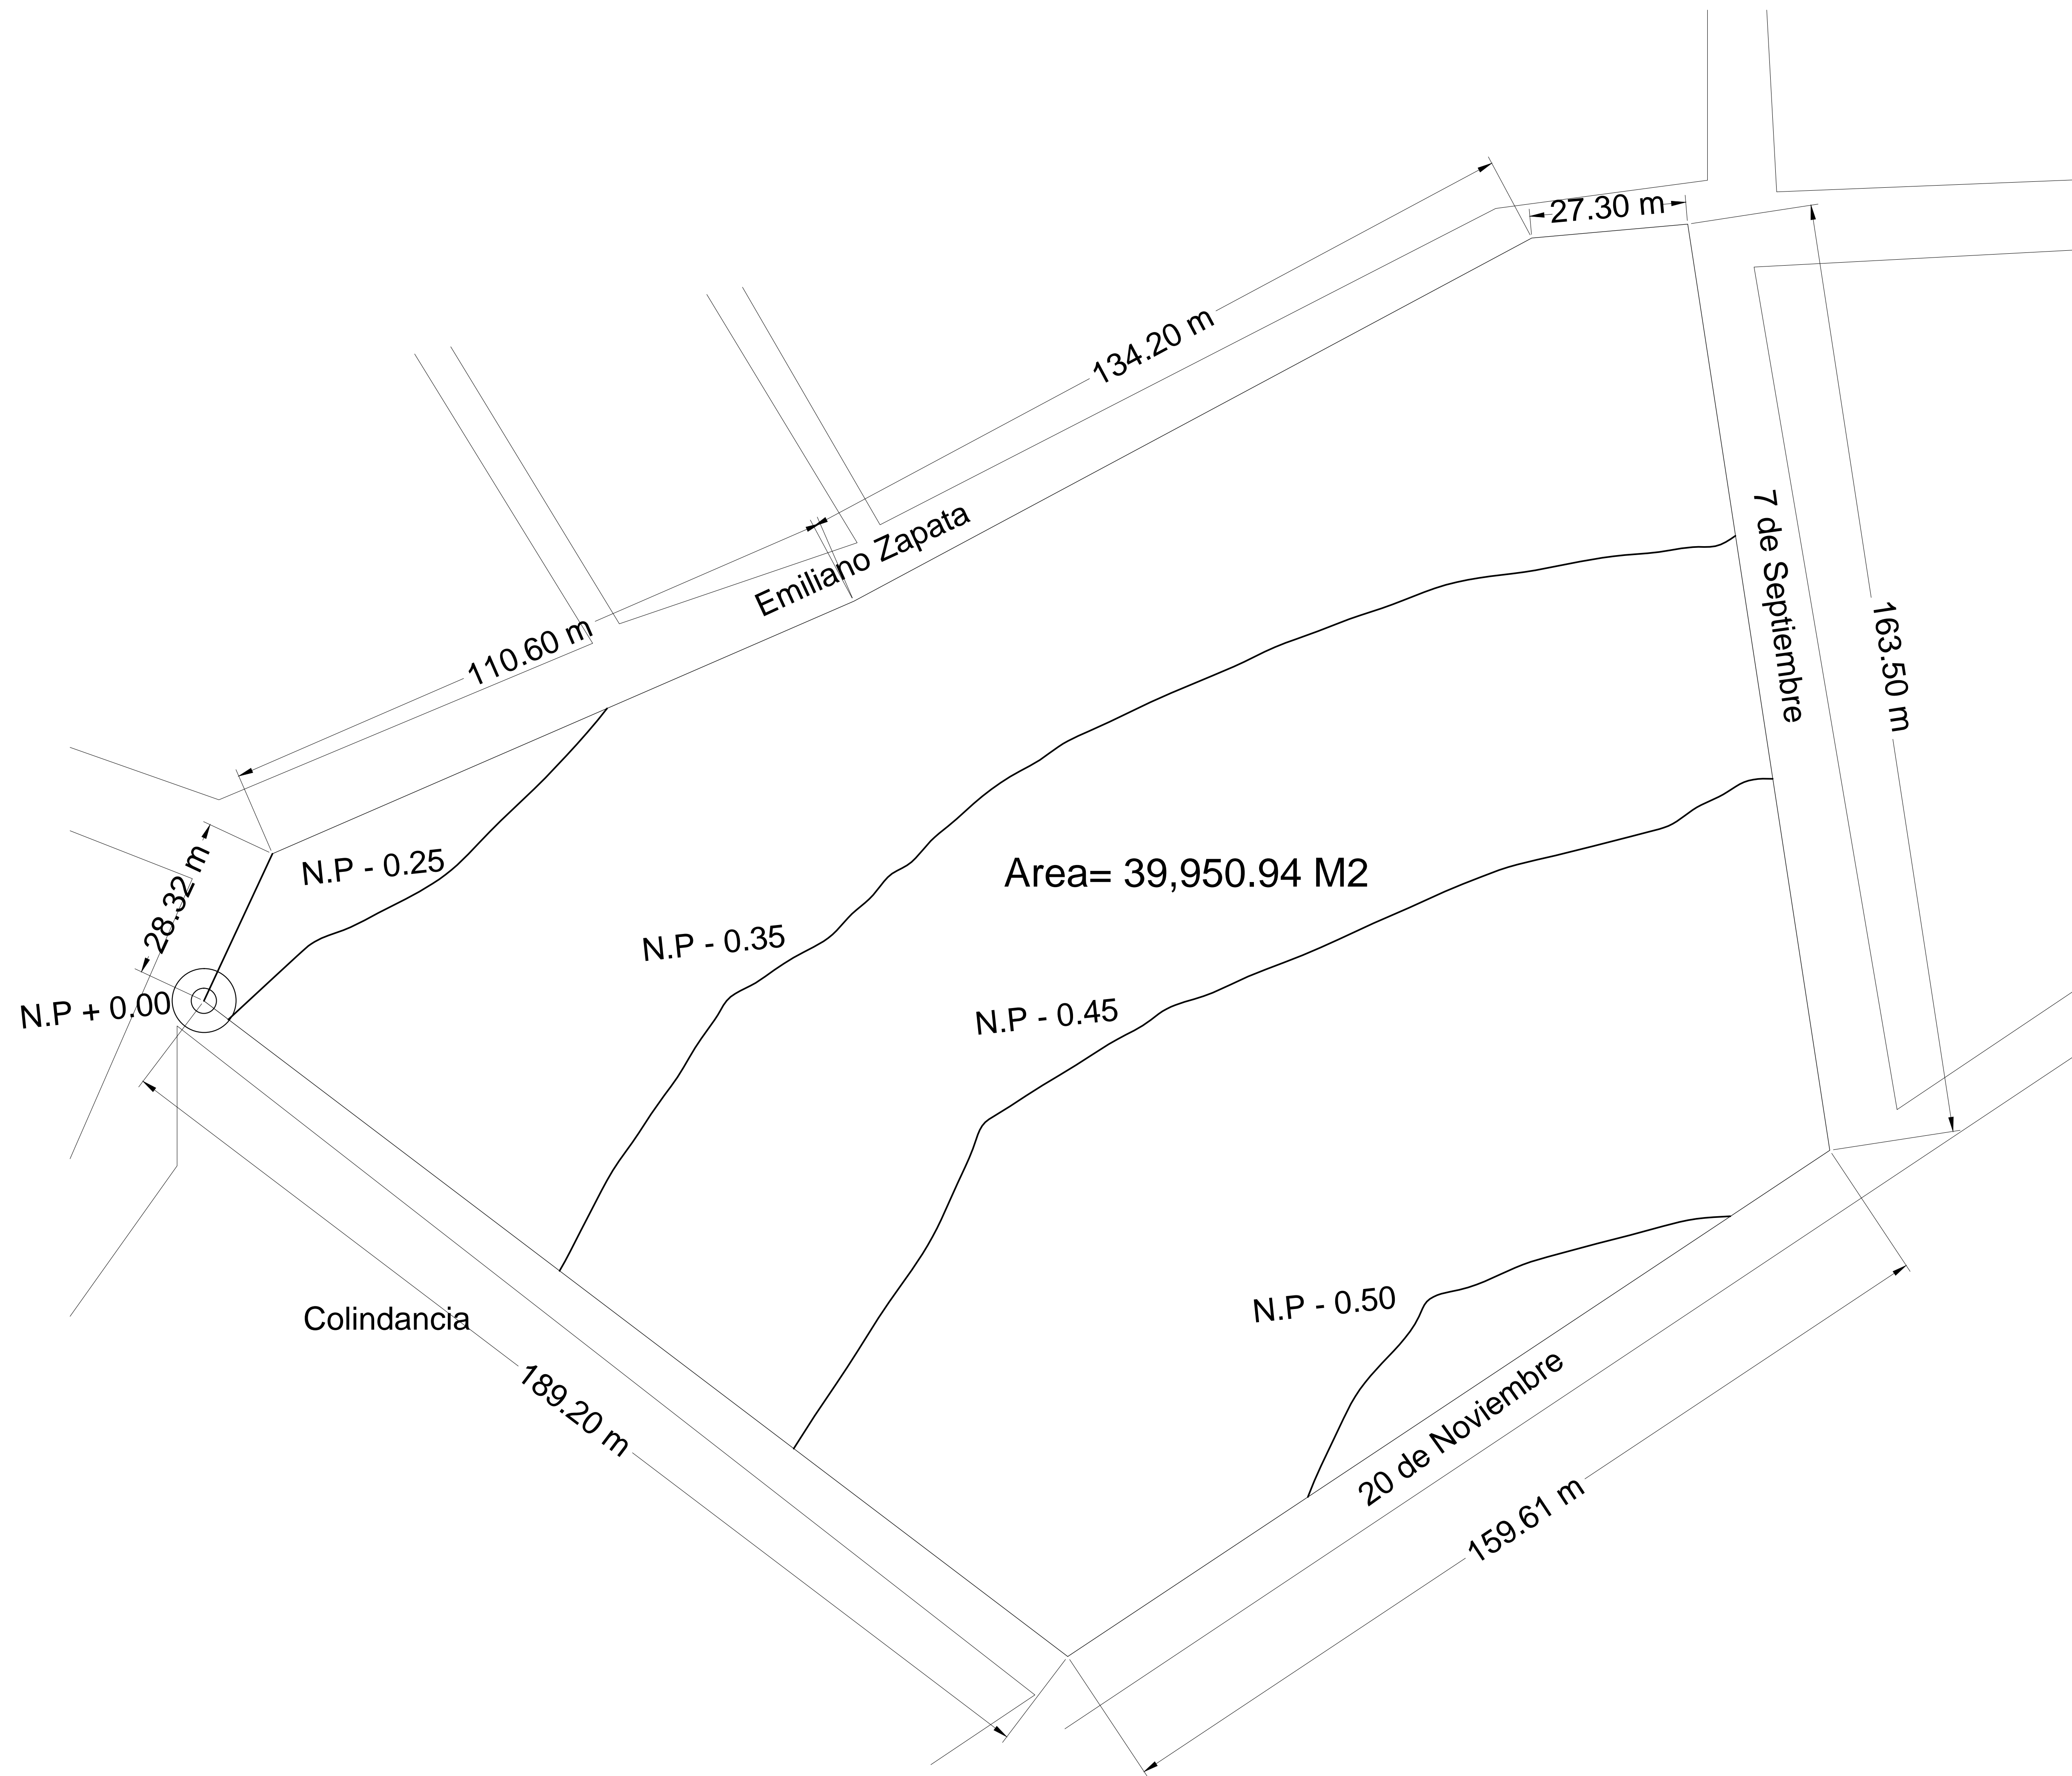 27.30 m
134.20 m
Emiliano Zapata
110.60 m
7 de Septiembre
163.50 m
28.32 m
N.P - 0.25
Area= 39,950.94 M2
N.P - 0.35
N.P + 0.00
N.P - 0.45
Colindancia
N.P - 0.50
189.20 m
20 de Noviembre
159.61 m